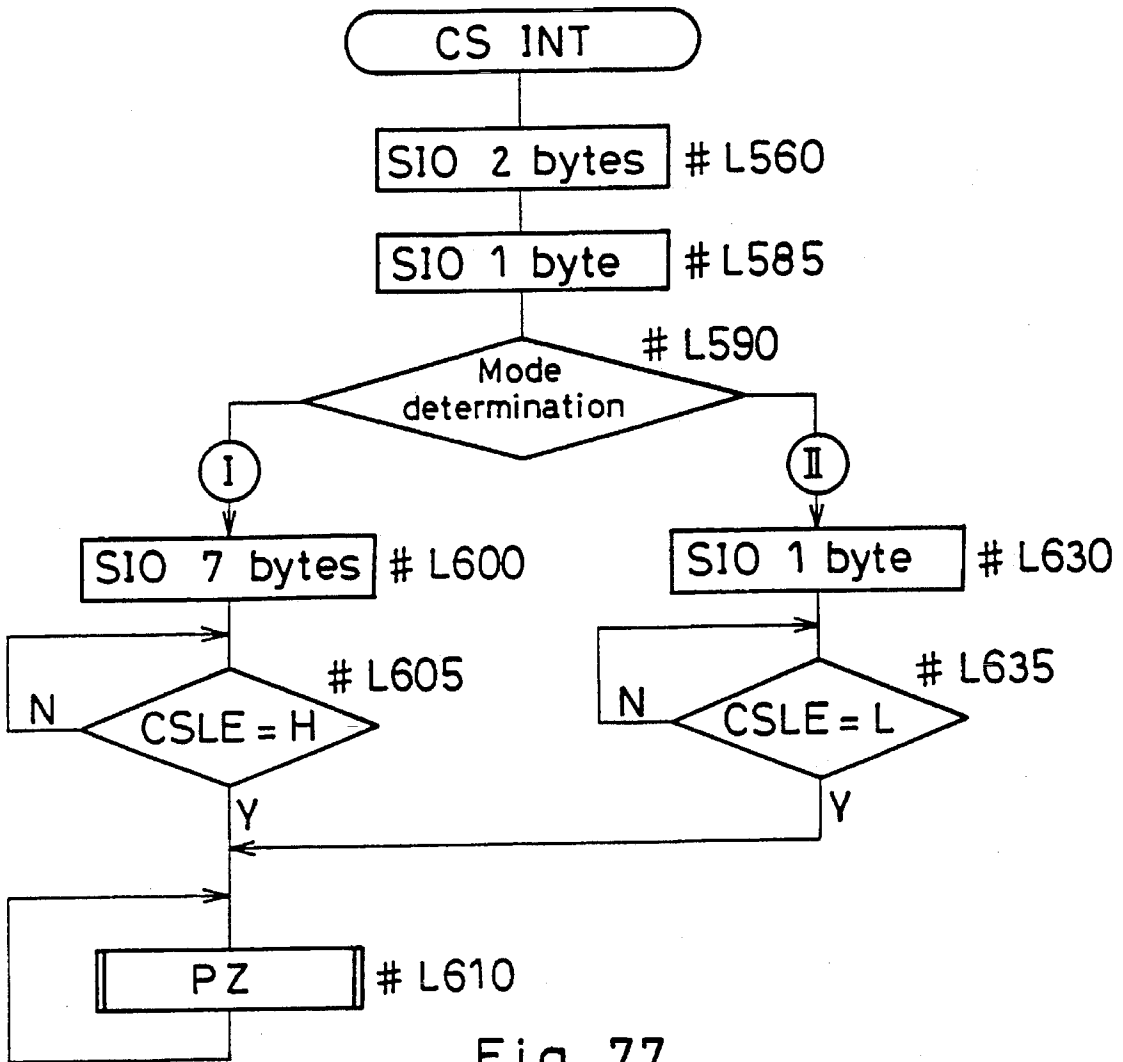 CS INT
SIO 2 bytes # L560
SIO 1 byte # L585
# L590
Mode
determination
I II
SIO 7 bytes # L600
SIO 1 byte # L630
# L605
# L635
N CSLE = H
N CSLE = L
Y
Y
PZ # L610
Fig. 77